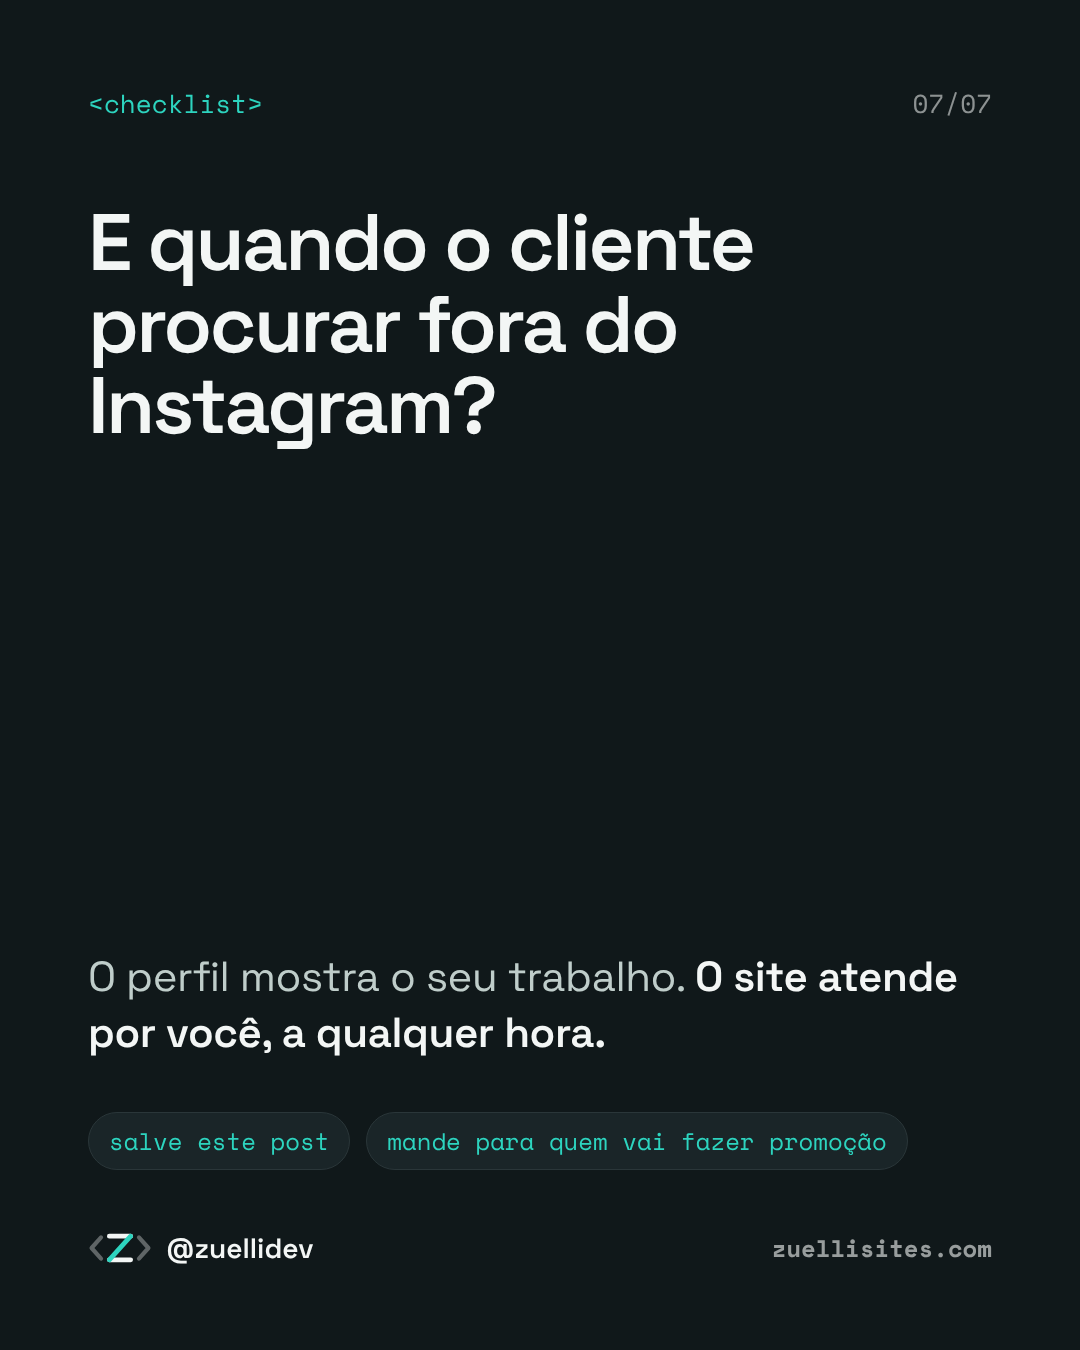 <checklist>
07/07
E quando o cliente
procurar fora do
Instagram?
O perfil mostra o seu trabalho. O site atende
por você, a qualquer hora.
salve este post
mande para quem vai fazer promoção
<Z> @zuellidev
zuellisites.com